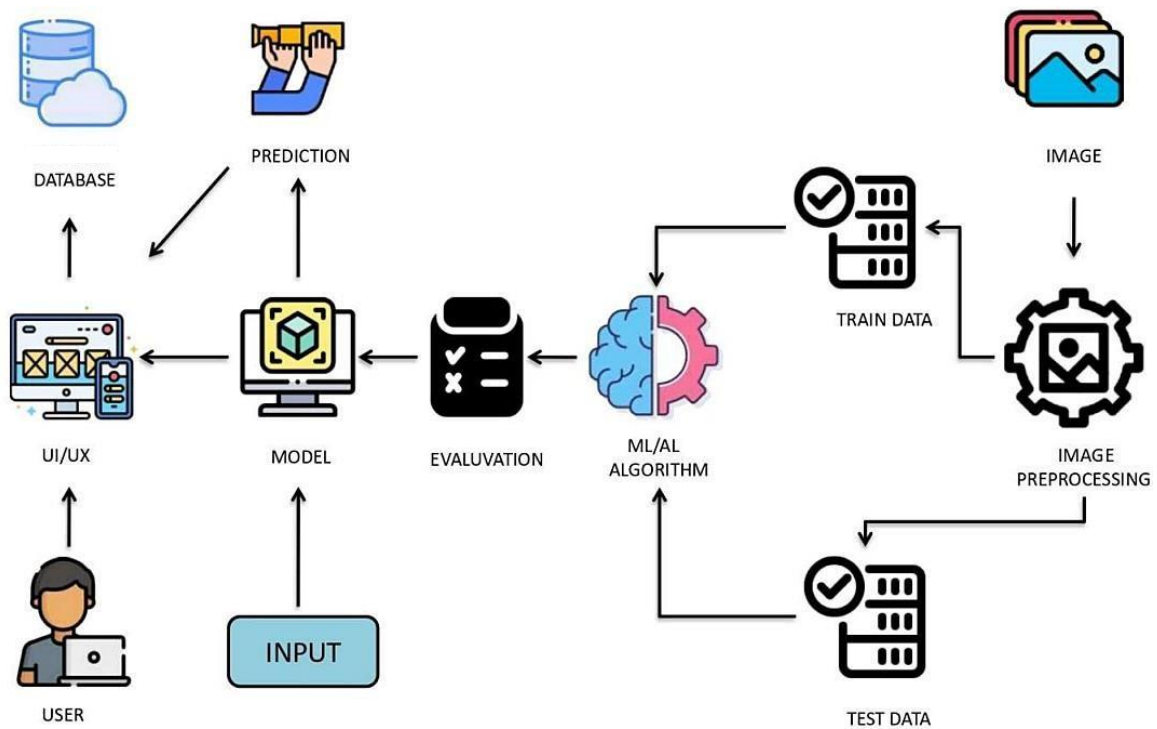 PREDICTION
IMAGE
DATABASE
TRAIN DATA
UI/UX
MODEL
EVALUVATION
ML/AL
ALGORITHM
IMAGE
PREPROCESSING
INPUT
USER
TEST DATA